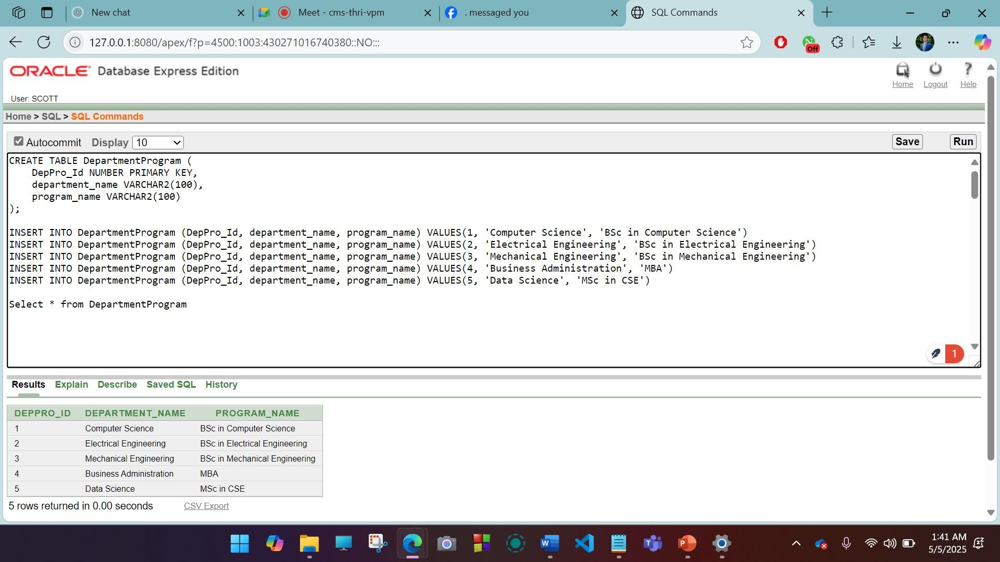 New chat
Meet - cms-thri-vpm
. messaged you
SQL Commands
127.0.0.1:8080/apex/f?p=4500:1003:430271016740380::NO:::
Off
ORACLE Database Express Edition
Home Logout Help
User: SCOTT
Home > SQL > SQL Commands
Autocommit Display 10 Save Run
CREATE TABLE DepartmentProgram (
DepPro_Id NUMBER PRIMARY KEY,
department_name VARCHAR2(100),
program_name VARCHAR2(100)
);
INSERT INTO DepartmentProgram (DepPro_Id, department_name, program_name) VALUES(1, 'Computer Science', 'BSc in Computer Science')
INSERT INTO DepartmentProgram (DepPro_Id, department_name, program_name) VALUES(2, 'Electrical Engineering', 'BSc in Electrical Engineering')
INSERT INTO DepartmentProgram (DepPro_Id, department_name, program_name) VALUES(3, 'Mechanical Engineering', 'BSc in Mechanical Engineering')
INSERT INTO DepartmentProgram (DepPro_Id, department_name, program_name) VALUES(4, 'Business Administration', 'MBA')
INSERT INTO DepartmentProgram (DepPro_Id, department_name, program_name) VALUES(5, 'Data Science', 'MSc in CSE')
Select * from DepartmentProgram
1
Results Explain Describe Saved SQL History
DEPPRO_ID DEPARTMENT_NAME PROGRAM_NAME
1 Computer Science BSc in Computer Science
2 Electrical Engineering BSc in Electrical Engineering
3 Mechanical Engineering BSc in Mechanical Engineering
4 Business Administration MBA
5 Data Science MSc in CSE
5 rows returned in 0.00 seconds CSV Export
1:41 AM
5/5/2025